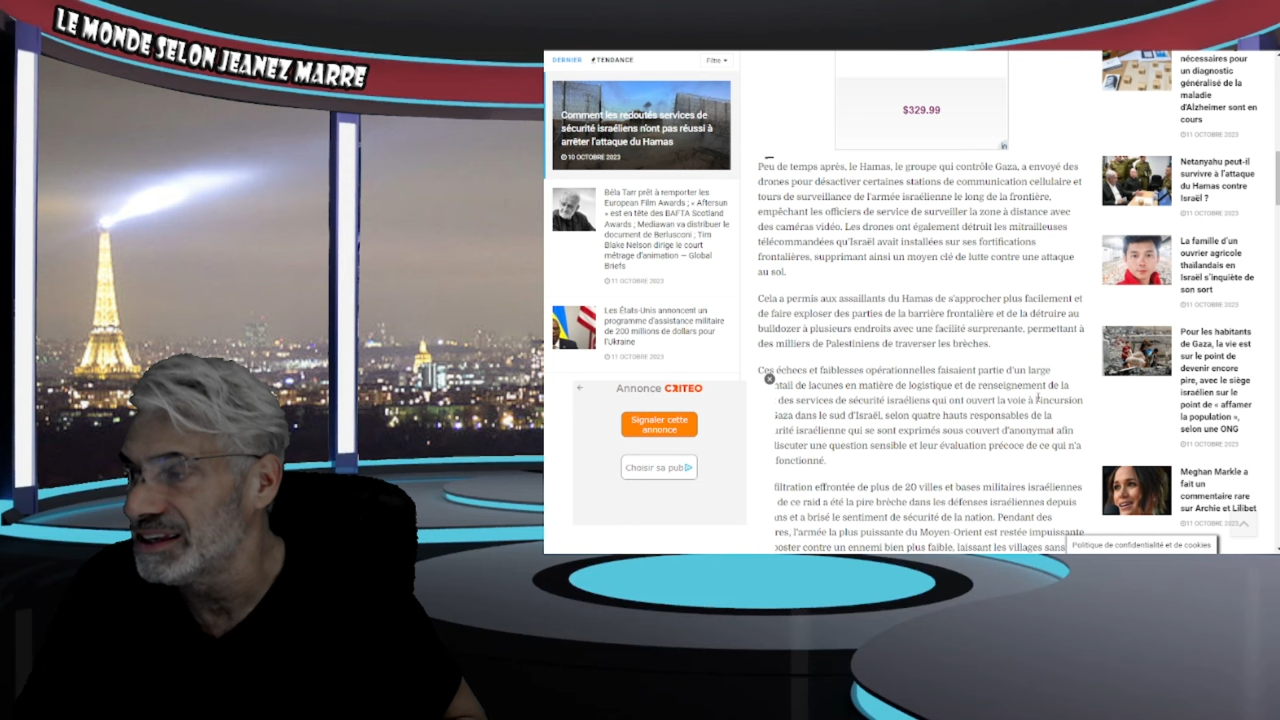 LE MONDE SELON JEANEZ MARRE
DERNIER
TENDANCE
Filtre
Comment les redoutés services de
sécurité israéliens n'ont pas réussi à
arrêter l'attaque du Hamas
10 OCTOBRE 2023
Béla Tarr prêt à remporter les
European Film Awards ; « Aftersun
» est en tête des BAFTA Scotland
Awards ; Mediawan va distribuer le
document de Berlusconi ; Tim
Blake Nelson dirige le court
métrage d'animation – Global
Briefs
11 OCTOBRE 2023
Les États-Unis annoncent un
programme d'assistance militaire
de 200 millions de dollars pour
l'Ukraine
11 OCTOBRE 2023
Annonce CRITEO
Signaler cette
annonce
Choisir sa pub
$329.99
Peu de temps après, le Hamas, le groupe qui contrôle Gaza, a envoyé des
drones pour désactiver certaines stations de communication cellulaire et
tours de surveillance de l'armée israélienne le long de la frontière,
empêchant les officiers de service de surveiller la zone à distance avec
des caméras vidéo. Les drones ont également détruit les mitrailleuses
télécommandées qu'Israël avait installées sur ses fortifications
frontalières, supprimant ainsi un moyen clé de lutte contre une attaque
au sol.
Cela a permis aux assaillants du Hamas de s'approcher plus facilement et
de faire exploser des parties de la barrière frontalière et de la détruire au
bulldozer à plusieurs endroits avec une facilité surprenante, permettant à
des milliers de Palestiniens de traverser les brèches.
Ces échecs et faiblesses opérationnelles faisaient partie d'un large
ntail de lacunes en matière de logistique et de renseignement de la
des services de sécurité israéliens qui ont ouvert la voie à l'incursion
Gaza dans le sud d'Israël, selon quatre hauts responsables de la
urité israélienne qui se sont exprimés sous couvert d'anonymat afin
discuter une question sensible et leur évaluation précoce de ce qui n'a
fonctionné.
filtration effrontée de plus de 20 villes et bases militaires israéliennes
de ce raid a été la pire brèche dans les défenses israéliennes depuis
ans et a brisé le sentiment de sécurité de la nation. Pendant des
res, l'armée la plus puissante du Moyen-Orient est restée impuissante
poster contre un ennemi bien plus faible, laissant les villages sans
nécessaires pour
un diagnostic
généralisé de la
maladie
d'Alzheimer sont en
cours
11 OCTOBRE 2023
Netanyahu peut-il
survivre à l'attaque
du Hamas contre
Israël ?
11 OCTOBRE 2023
La famille d'un
ouvrier agricole
thaïlandais en
Israël s'inquiète de
son sort
11 OCTOBRE 2023
Pour les habitants
de Gaza, la vie est
sur le point de
devenir encore
pire, avec le siège
israélien sur le
point de « affamer
la population »,
selon une ONG
11 OCTOBRE 2023
Meghan Markle a
fait un
commentaire rare
sur Archie et Lilibet
11 OCTOBRE 2023
Politique de confidentialité et de cookies